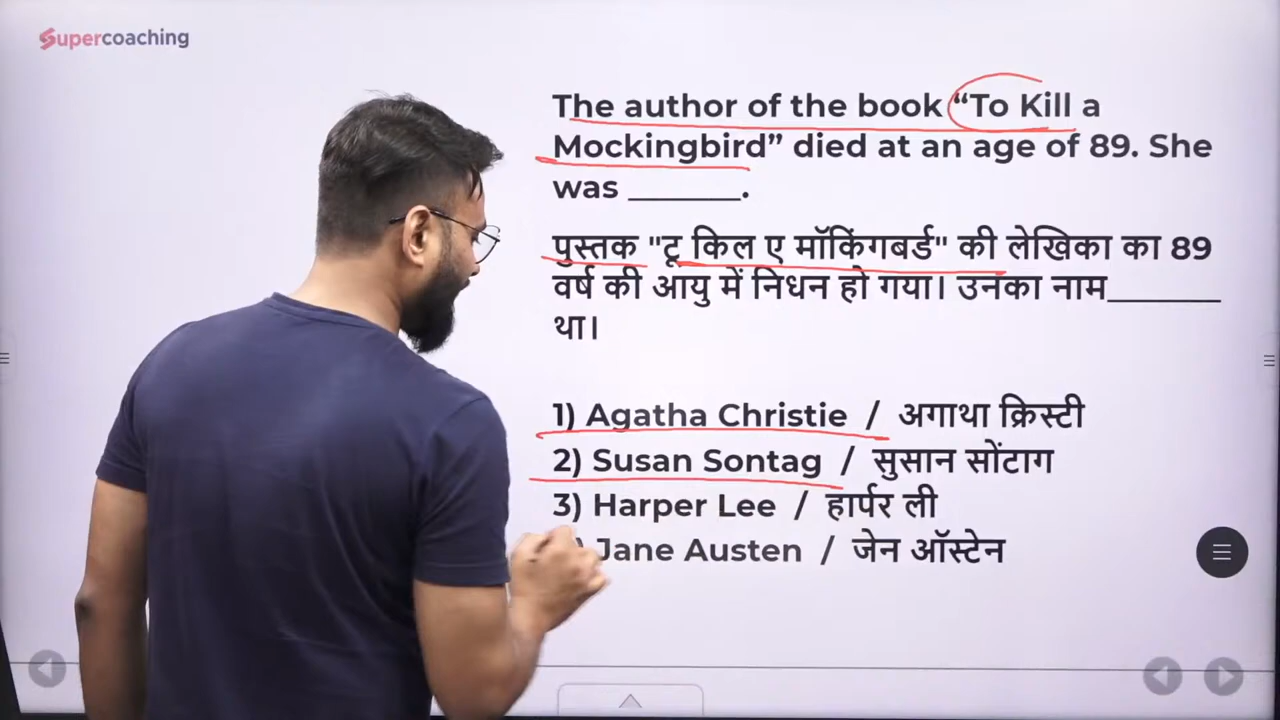 Supercoaching
The author of the book “To Kill a
Mockingbird” died at an age of 89. She
was _______.
पुस्तक "टू किल ए मॉकिंगबर्ड" की लेखिका का 89
वर्ष की आयु में निधन हो गया। उनका नाम_______
था।
1) Agatha Christie / अगाथा क्रिस्टी
2) Susan Sontag / सुसान सोंटाग
3) Harper Lee / हार्पर ली
) Jane Austen / जेन ऑस्टेन